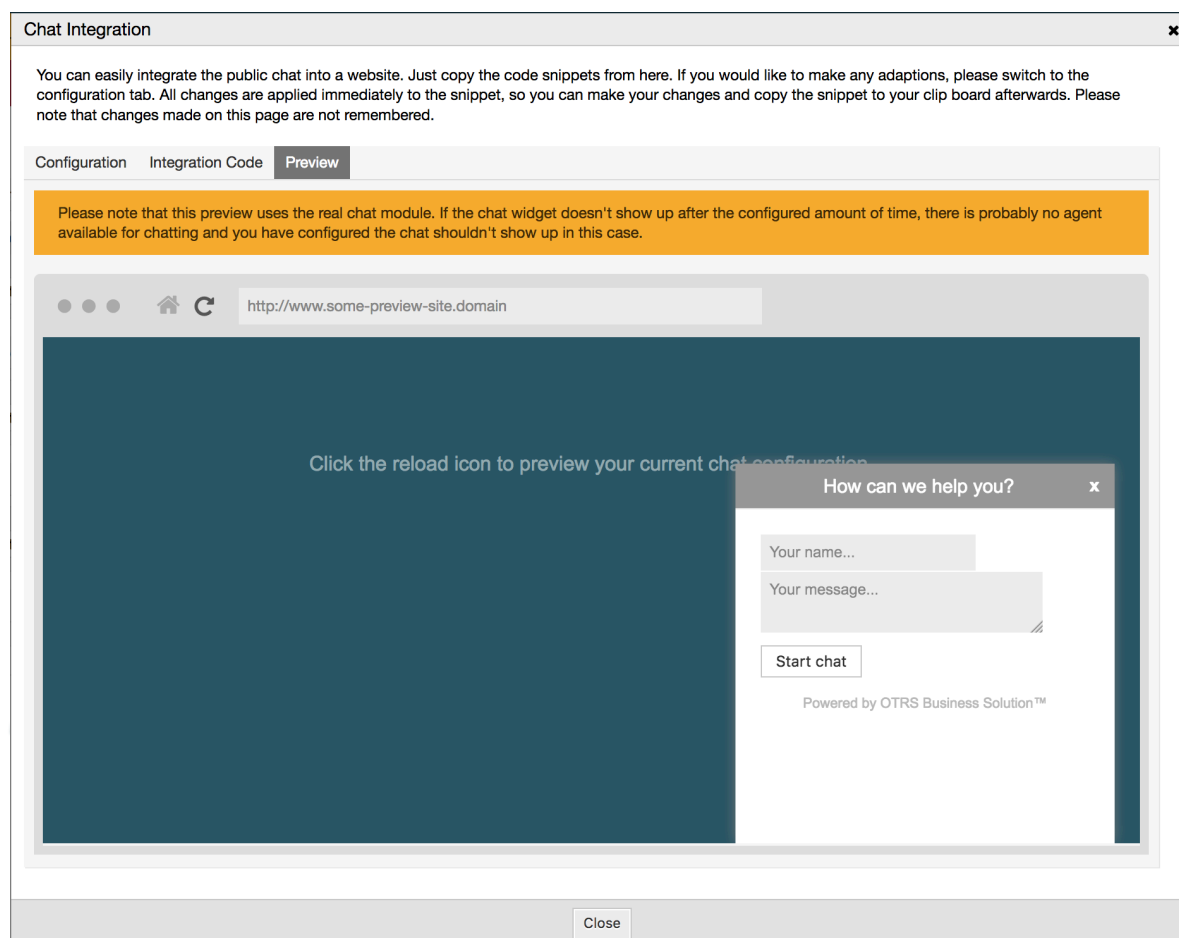 Chat Integration
You can easily integrate the public chat into a website. Just copy the code snippets from here. If you would like to make any adaptions, please switch to the
configuration tab. All changes are applied immediately to the snippet, so you can make your changes and copy the snippet to your clip board afterwards. Please
note that changes made on this page are not remembered.
Configuration Integration Code Preview
Please note that this preview uses the real chat module. If the chat widget doesn't show up after the configured amount of time, there is probably no agent
available for chatting and you have configured the chat shouldn't show up in this case.
http://www.some-preview-site.domain
Click the reload icon to preview your current chat configuration
How can we help you? x
Your name...
Your message...
Start chat
Powered by OTRS Business Solution™
Close